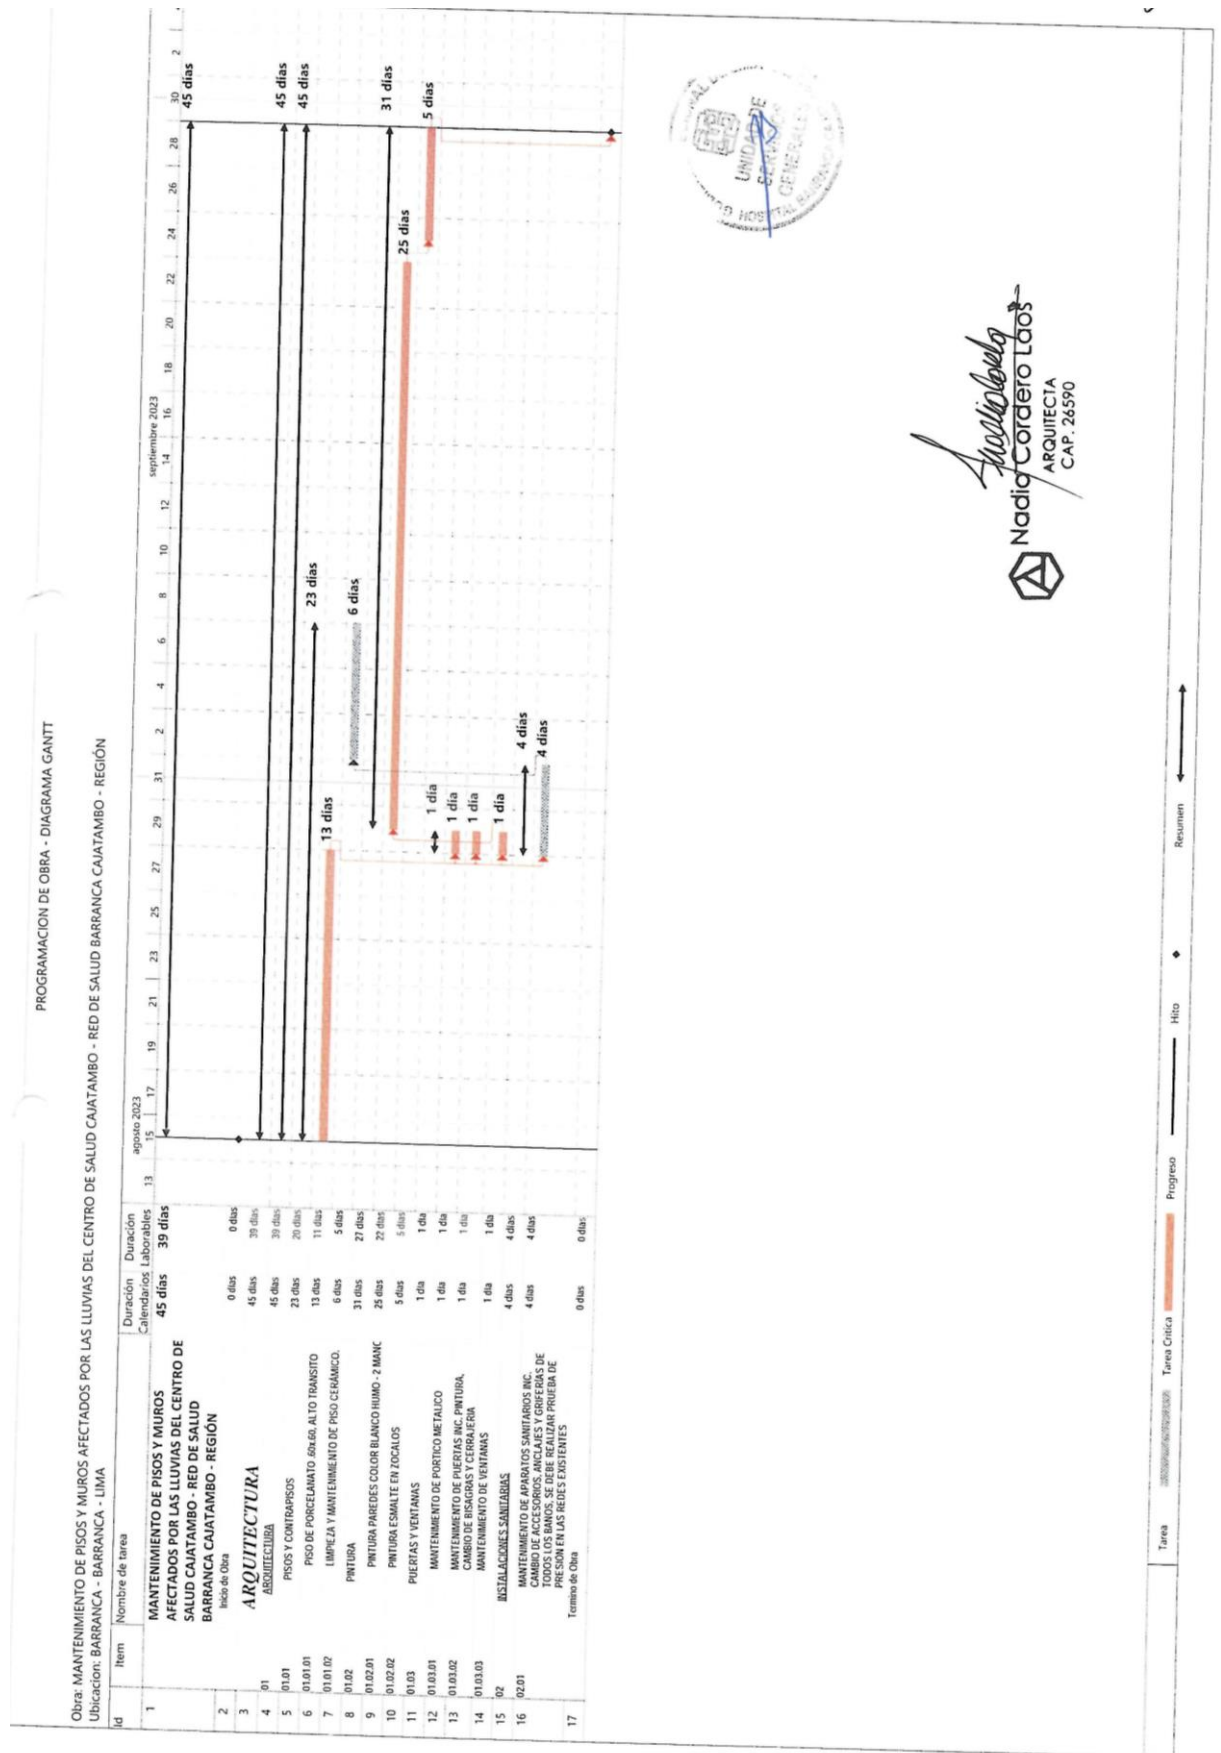 PROGRAMACION DE OBRA - DIAGRAMA GANTT
Obra: MANTENIMIENTO DE PISOS Y MUROS AFECTADOS POR LAS LLUVIAS DEL CENTRO DE SALUD CAJATAMBO - RED DE SALUD BARRANCA CAJATAMBO - REGIÓN
Ubicacion: BARRANCA - BARRANCA - LIMA
Id Item Nombre de tarea Duración Calendarios Duración Laborables
agosto 2023 septiembre 2023
13 15 17 19 21 23 25 27 29 31 2 4 6 8 10 12 14 16 18 20 22 24 26 28 30 2
1 MANTENIMIENTO DE PISOS Y MUROS 45 días 39 días 45 días
AFECTADOS POR LAS LLUVIAS DEL CENTRO DE
SALUD CAJATAMBO - RED DE SALUD
BARRANCA CAJATAMBO - REGIÓN
2 Inicio de Obra 0 días 0 días
3 ARQUITECTURA 45 días 39 días 45 días
4 01 ARQUITECTURA 45 días 39 días 45 días
5 01.01 PISOS Y CONTRAPISOS 23 días 20 días 23 días
6 01.01.01 PISO DE PORCELANATO .60x.60, ALTO TRANSITO 13 días 11 días 13 días
7 01.01.02 LIMPIEZA Y MANTENIMIENTO DE PISO CERÁMICO. 6 días 5 días 6 días
8 01.02 PINTURA 31 días 27 días 31 días
9 01.02.01 PINTURA PAREDES COLOR BLANCO HUMO - 2 MANC 25 días 22 días 25 días
10 01.02.02 PINTURA ESMALTE EN ZOCALOS 5 días 5 días 5 días
11 01.03 PUERTAS Y VENTANAS 1 día 1 día 1 día
12 01.03.01 MANTENIMIENTO DE PORTICO METALICO 1 día 1 día 1 día
13 01.03.02 MANTENIMIENTO DE PUERTAS INC. PINTURA, 1 día 1 día 1 día
CAMBIO DE BISAGRAS Y CERRAJERIA
14 01.03.03 MANTENIMIENTO DE VENTANAS 1 día 1 día 1 día
15 02 INSTALACIONES SANITARIAS 4 días 4 días 4 días
16 02.01 MANTENIMIENTO DE APARATOS SANITARIOS INC. 4 días 4 días 4 días
CAMBIO DE ACCESORIOS, ANCLAJES Y GRIFERÍAS DE
TODOS LOS BAÑOS, SE DEBE REALIZAR PRUEBA DE
PRESIÓN EN LAS REDES EXISTENTES
17 Termino de Obra 0 días 0 días
UNIDAD DE
SERVICIOS
GENERALES
HOSPITAL BARRANCA
Nadia Cordero Laos
ARQUITECTA
CAP. 26590
Tarea Tarea Crítica Progreso Hito Resumen